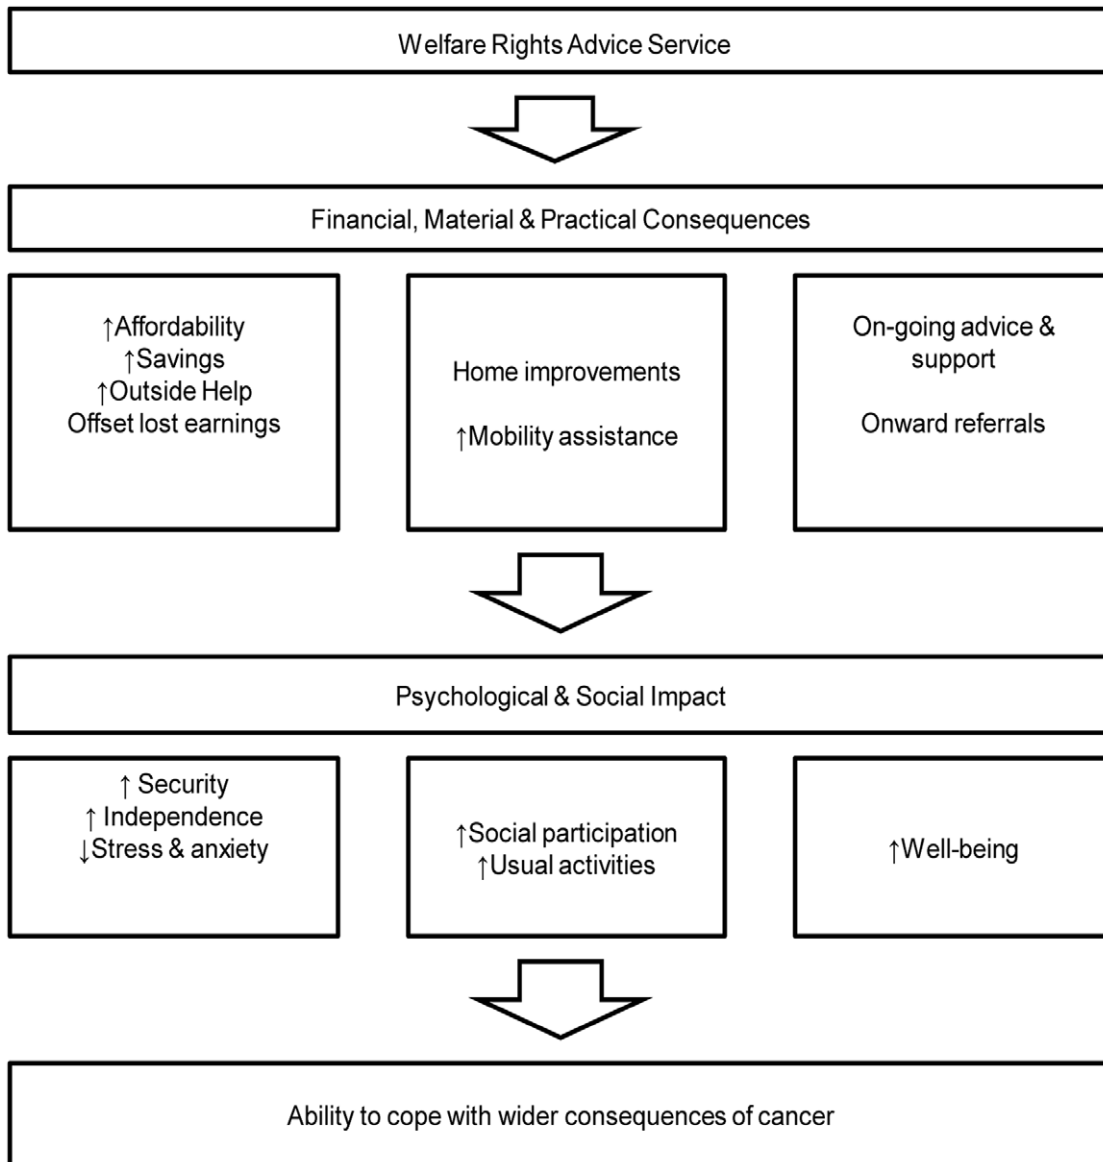 Welfare Rights Advice Service
Financial, Material & Practical Consequences
↑Affordability
↑Savings
↑Outside Help
Offset lost earnings
Home improvements
↑Mobility assistance
On-going advice &
support
Onward referrals
Psychological & Social Impact
↑ Security
↑ Independence
↓Stress & anxiety
↑Social participation
↑Usual activities
↑Well-being
Ability to cope with wider consequences of cancer